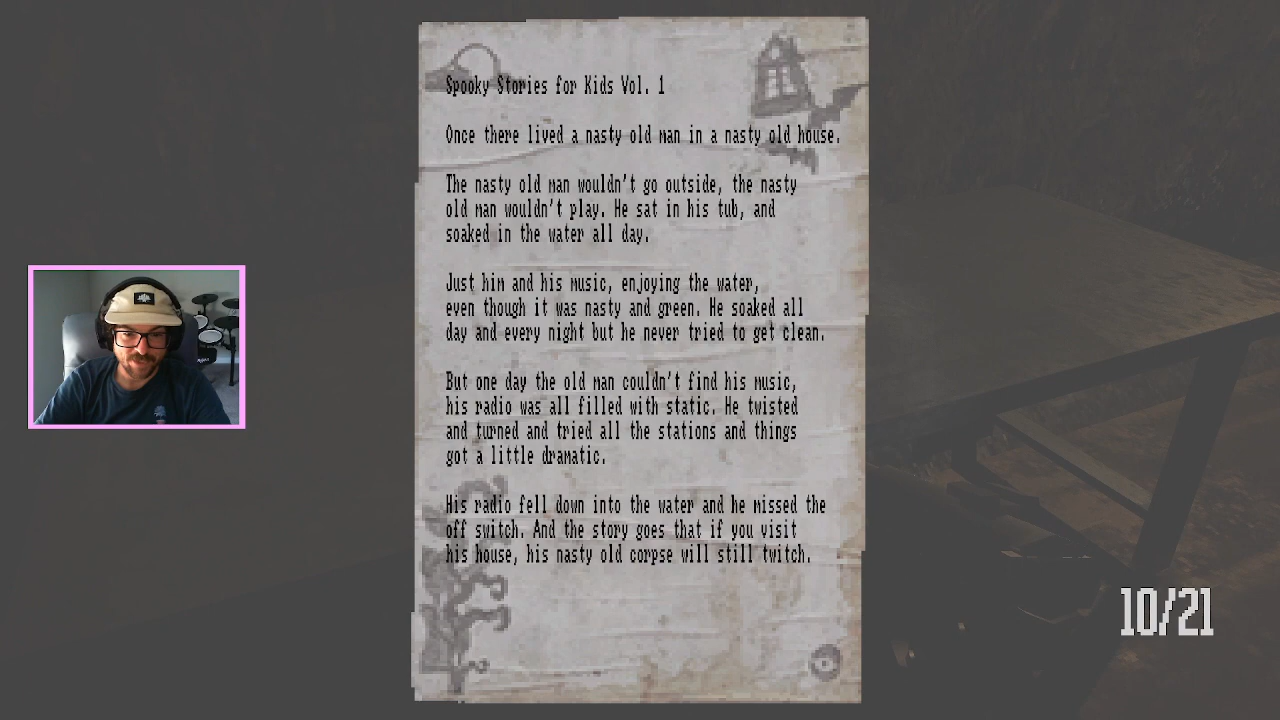 Spooky Stories for Kids Vol. 1
Once there lived a nasty old man in a nasty old house.
The nasty old man wouldn't go outside, the nasty
old man wouldn't play. He sat in his tub, and
soaked in the water all day.
Just him and his music, enjoying the water,
even though it was nasty and green. He soaked all
day and every night but he never tried to get clean.
But one day the old man couldn't find his music,
his radio was all filled with static. He twisted
and turned and tried all the stations and things
got a little dramatic.
His radio fell down into the water and he missed the
off switch. And the story goes that if you visit
his house, his nasty old corpse will still twitch.
10/21